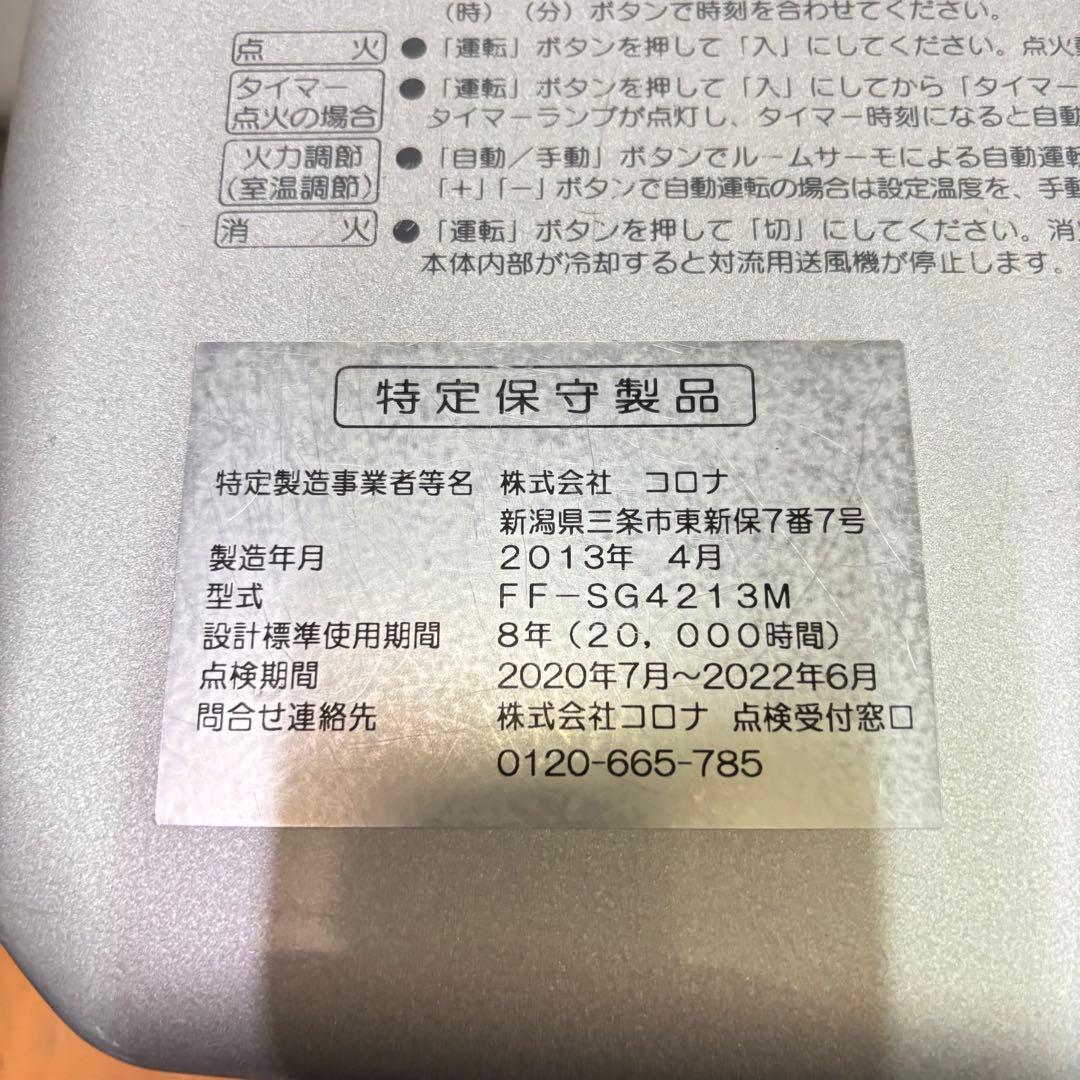 （時）（分）ボタンで時刻を合わせてください。
点　火 ●「運転」ボタンを押して「入」にしてください。点火
タイマー点火の場合 ●「運転」ボタンを押して「入」にしてから「タイマー
タイマーランプが点灯し、タイマー時刻になると自動
火力調節（室温調節） ●「自動／手動」ボタンでルームサーモによる自動運転
「＋」「－」ボタンで自動運転の場合は設定温度を、手動
消　火 ●「運転」ボタンを押して「切」にしてください。消
本体内部が冷却すると対流用送風機が停止します。
特定保守製品
特定製造事業者等名　株式会社　コロナ
新潟県三条市東新保7番7号
製造年月　２０１３年　４月
型式　ＦＦ－ＳＧ４２１３Ｍ
設計標準使用期間　８年（２０，０００時間）
点検期間　2020年7月～2022年6月
問合せ連絡先　株式会社コロナ　点検受付窓口
0120-665-785